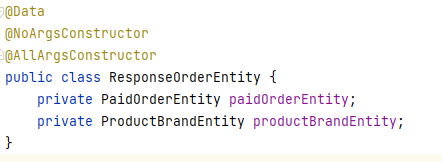 @Data
@NoArgsConstructor
@AllArgsConstructor
public class ResponseOrderEntity {
    private PaidOrderEntity paidOrderEntity;
    private ProductBrandEntity productBrandEntity;
}